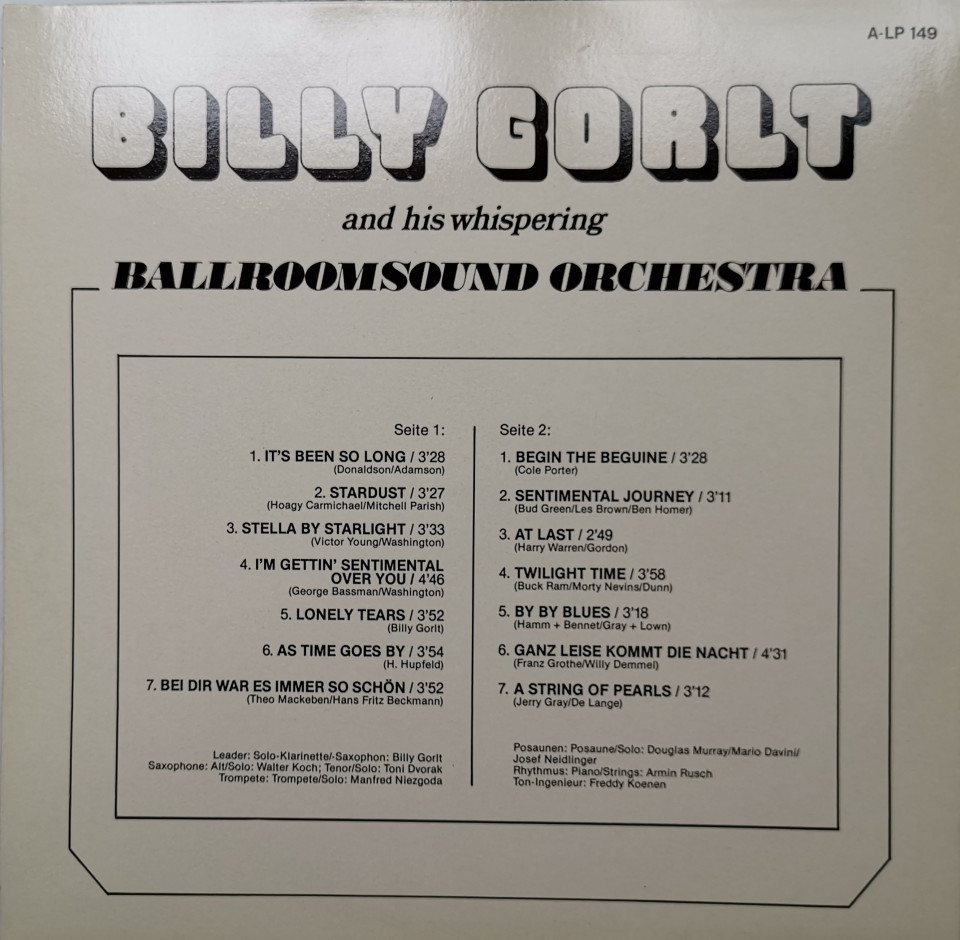 A-LP 149
BILLY GORLT
and his whispering
BALLROOMSOUND ORCHESTRA
Seite 1:
1. IT'S BEEN SO LONG / 3'28
(Donaldson/Adamson)
2. STARDUST / 3'27
(Hoagy Carmichael/Mitchell Parish)
3. STELLA BY STARLIGHT / 3'33
(Victor Young/Washington)
4. I'M GETTIN' SENTIMENTAL
OVER YOU / 4'46
(George Bassman/Washington)
5. LONELY TEARS / 3'52
(Billy Gorlt)
6. AS TIME GOES BY / 3'54
(H. Hupfeld)
7. BEI DIR WAR ES IMMER SO SCHÖN / 3'52
(Theo Mackeben/Hans Fritz Beckmann)
Leader: Solo-Klarinette/-Saxophon: Billy Gorlt
Saxophone: Alt/Solo: Walter Koch; Tenor/Solo: Toni Dvorak
Trompete: Trompete/Solo: Manfred Niezgoda
Seite 2:
1. BEGIN THE BEGUINE / 3'28
(Cole Porter)
2. SENTIMENTAL JOURNEY / 3'11
(Bud Green/Les Brown/Ben Homer)
3. AT LAST / 2'49
(Harry Warren/Gordon)
4. TWILIGHT TIME / 3'58
(Buck Ram/Morty Nevins/Dunn)
5. BY BY BLUES / 3'18
(Hamm + Bennet/Gray + Lown)
6. GANZ LEISE KOMMT DIE NACHT / 4'31
(Franz Grothe/Willy Demmel)
7. A STRING OF PEARLS / 3'12
(Jerry Gray/De Lange)
Posaunen: Posaune/Solo: Douglas Murray/Mario Davini/
Josef Neidlinger
Rhythmus: Piano/Strings: Armin Rusch
Ton-Ingenieur: Freddy Koenen